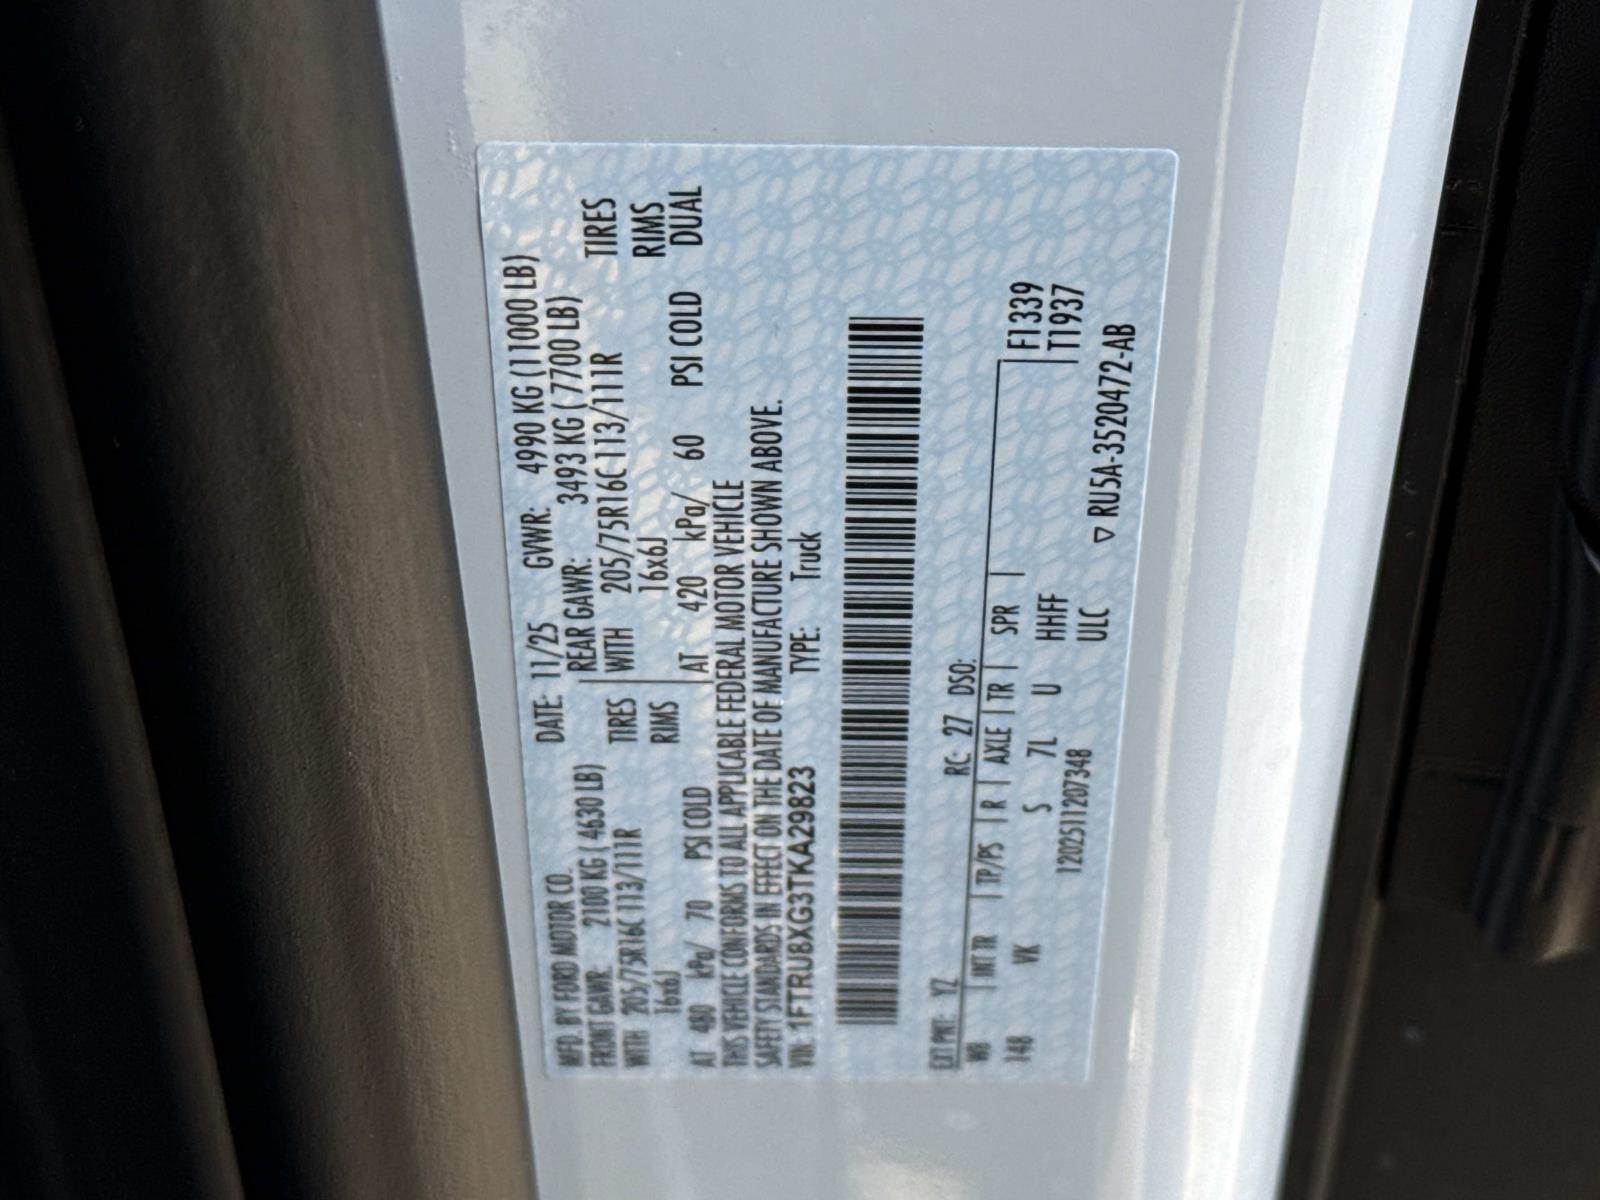 MFD. BY FORD MOTOR CO. DATE: 11/25 GVWR: 4990 KG (11000 LB)
FRONT GAWR: 2100 KG ( 4630 LB) REAR GAWR: 3493 KG ( 7700 LB)
WITH 205/75R16C113/111R TIRES WITH 205/75R16C113/111R TIRES
16x6J RIMS 16x6J RIMS
AT 480 kPa/ 70 PSI COLD AT 420 kPa/ 60 PSI COLD DUAL
THIS VEHICLE CONFORMS TO ALL APPLICABLE FEDERAL MOTOR VEHICLE
SAFETY STANDARDS IN EFFECT ON THE DATE OF MANUFACTURE SHOWN ABOVE.
VIN: 1FTRU8XG3TKA29823 TYPE: Truck
EXT PNT: YZ RC: 27 DSO:
WB | INT TR | TP/PS | R | AXLE | TR | SPR | F1339
148 VK S 7L U HHFF T1937
1202511207348 ULC ▽ RU5A-3520472-AB